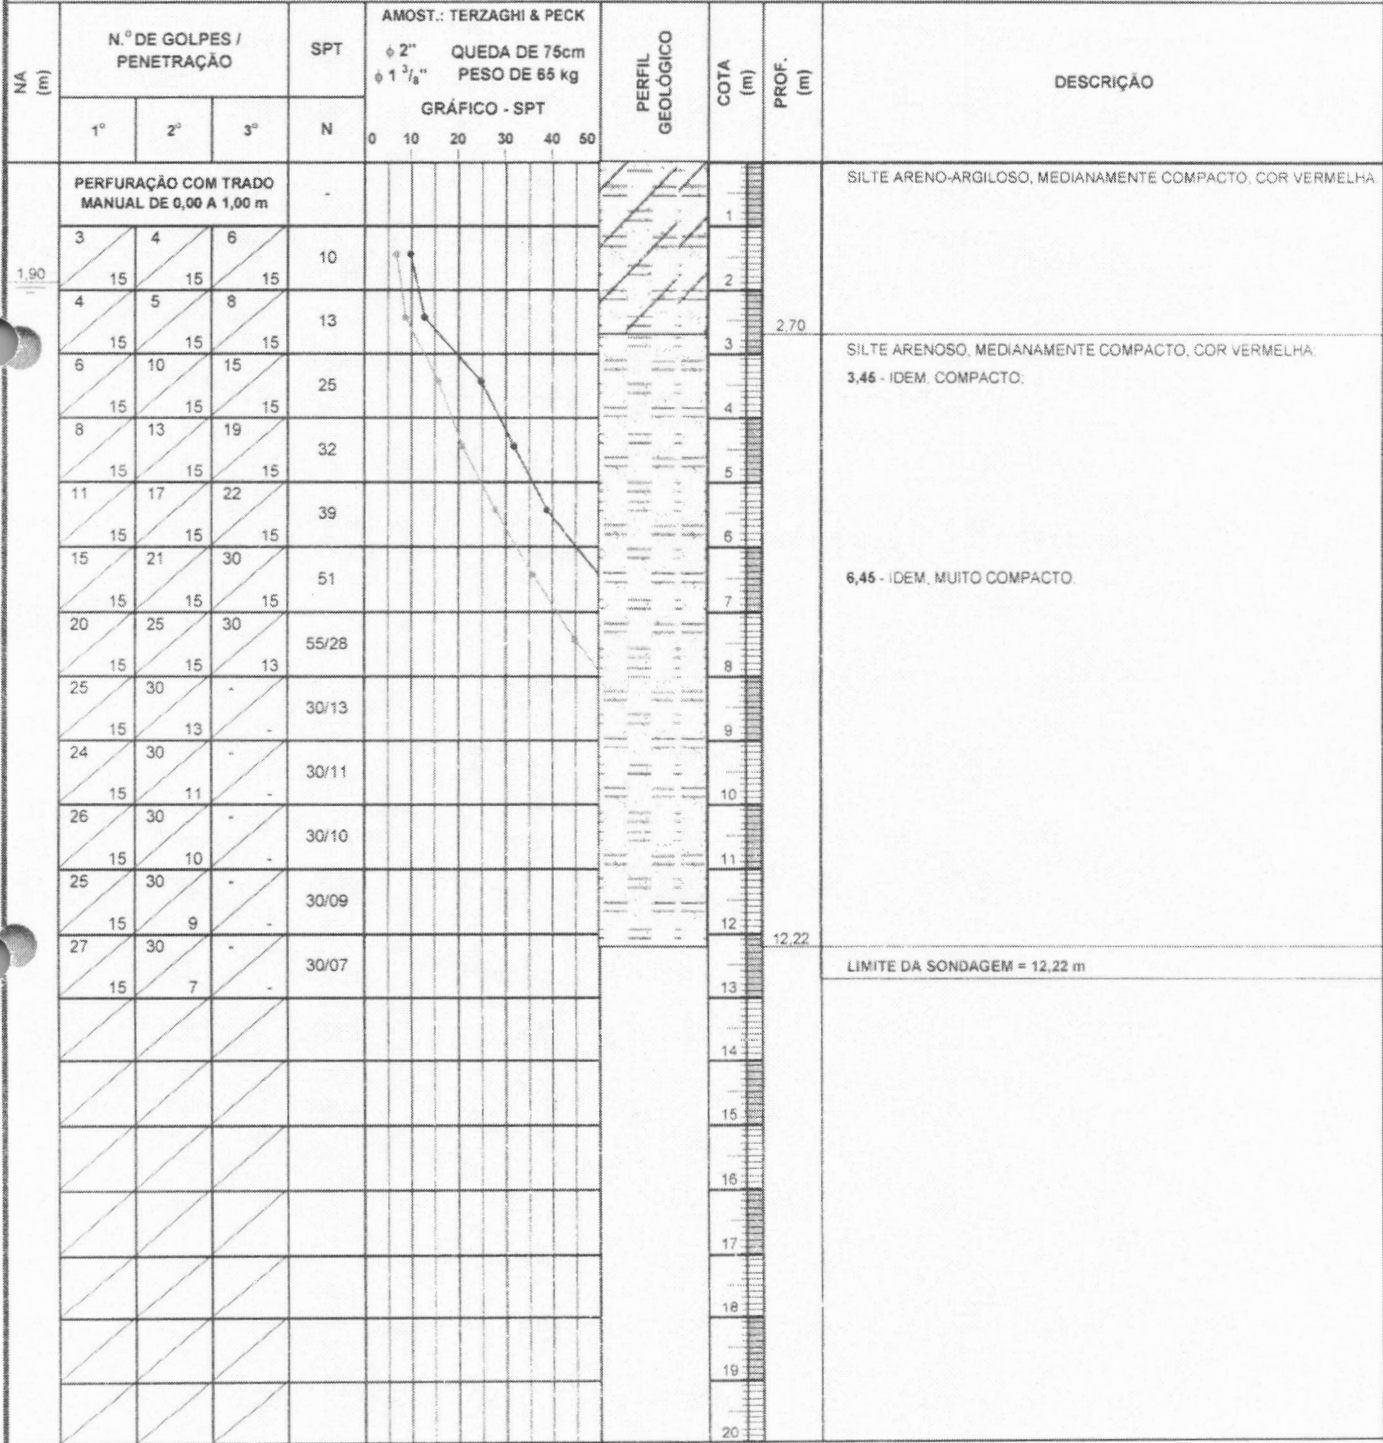 NA (m)
N.º DE GOLPES / PENETRAÇÃO
1º 2º 3º
SPT
N
AMOST.: TERZAGHI & PECK
ϕ 2" QUEDA DE 75cm
ϕ 1 3/8" PESO DE 65 kg
GRÁFICO - SPT
0 10 20 30 40 50
PERFIL GEOLÓGICO
COTA (m)
PROF. (m)
DESCRIÇÃO
PERFURAÇÃO COM TRADO
MANUAL DE 0,00 A 1,00 m
-
SILTE ARENO-ARGILOSO, MEDIANAMENTE COMPACTO, COR VERMELHA.
1
3 4 6
15 15 15
10
1,90
2
4 5 8
15 15 15
13
2,70
3
SILTE ARENOSO, MEDIANAMENTE COMPACTO, COR VERMELHA.
3,45 - IDEM, COMPACTO;
6 10 15
15 15 15
25
4
8 13 19
15 15 15
32
5
11 17 22
15 15 15
39
6
15 21 30
15 15 15
51
6,45 - IDEM, MUITO COMPACTO.
7
20 25 30
15 15 13
55/28
8
25 30 -
15 13 -
30/13
9
24 30 -
15 11 -
30/11
10
26 30 -
15 10 -
30/10
11
25 30 -
15 9 -
30/09
12
12,22
27 30 -
15 7 -
30/07
LIMITE DA SONDAGEM = 12,22 m
13
14
15
16
17
18
19
20